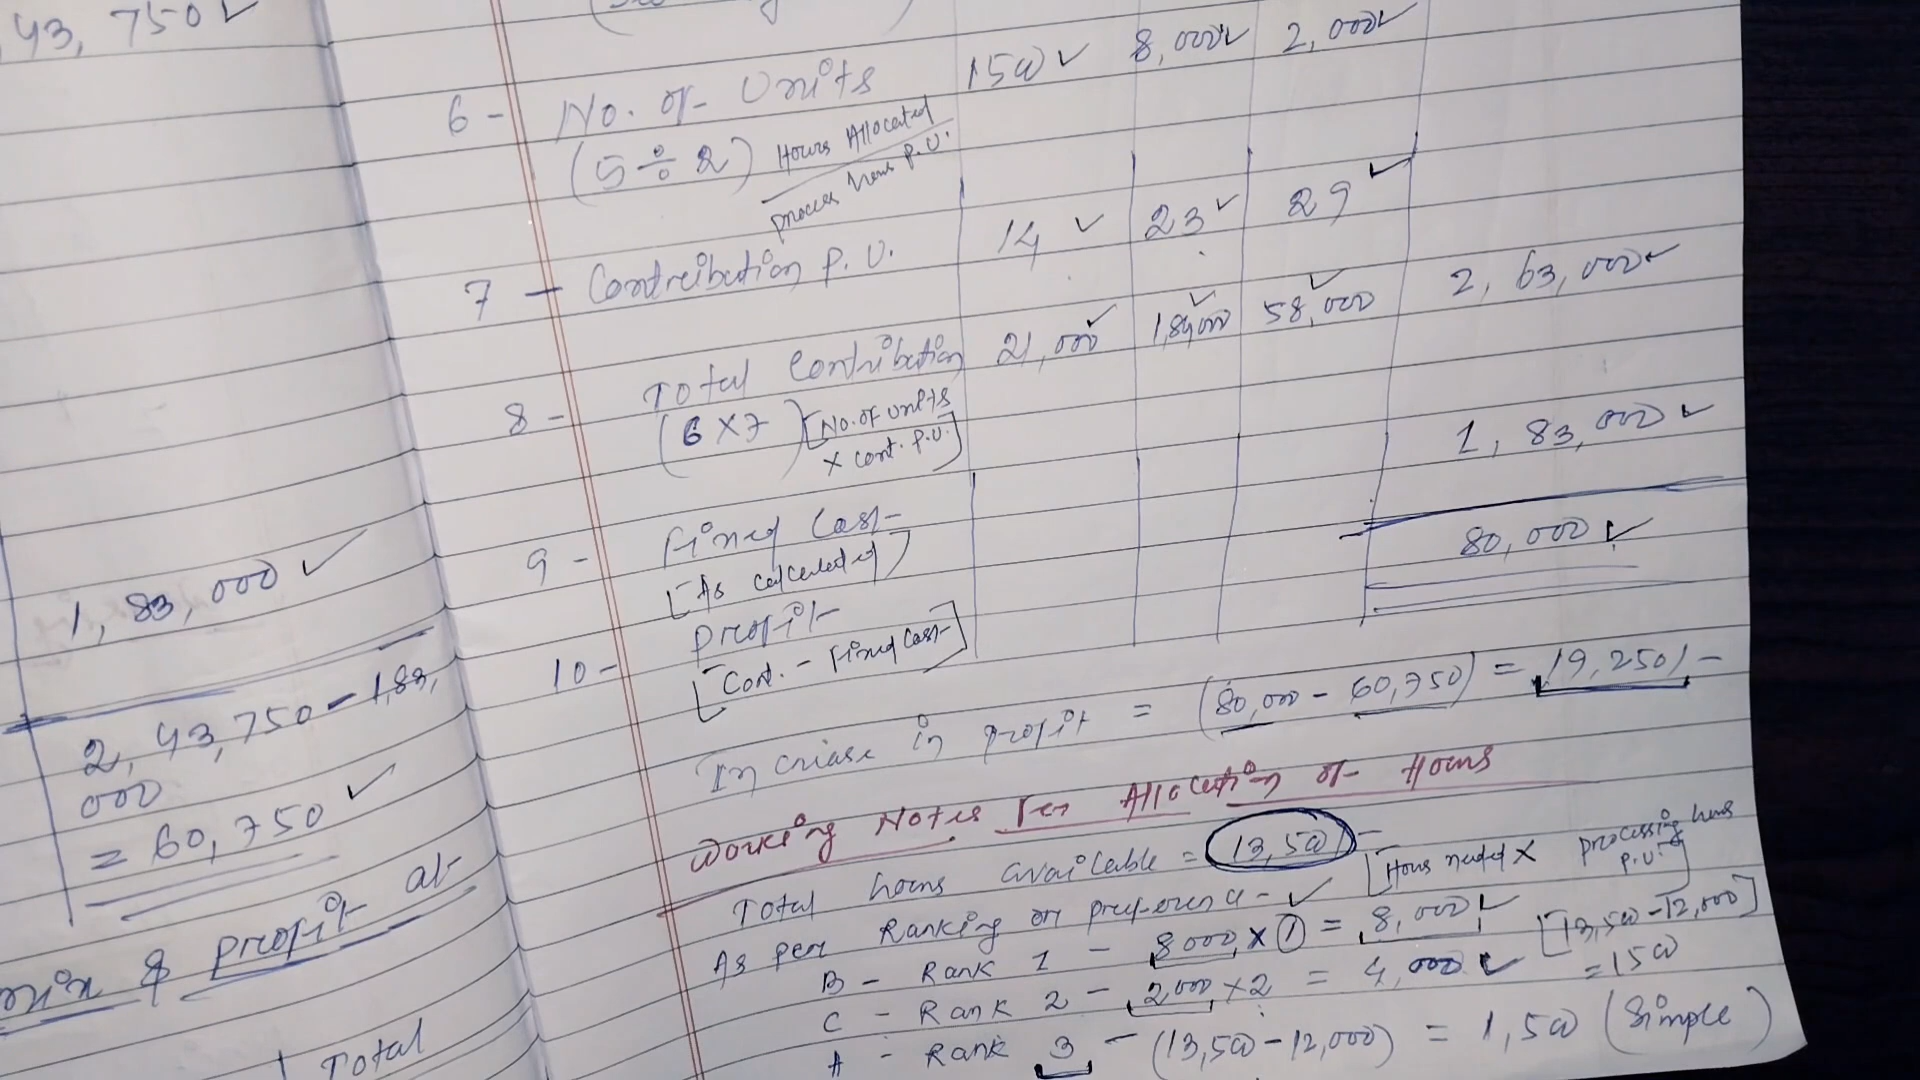 43, 750
1, 83, 000
2, 43, 750 - 1,83,
000
= 60, 750
mix & profit at
Total
6 - No. of Units 1500 8,000 2,000
(5 ÷ 2) Hours Allocated
process hours P.U.
7 - Contribution P.U. 14 23 29
8 - Total Contribution 21,000 1,84,000 58,000 2,63,000
(6 x 7) [No. of units
x cont. P.U.]
9 - Fixed Cost 1,83,000
[As calculated]
10 - profit 80,000
[Cont. - Fixed Cost]
Increase in profit = (80,000 - 60,750) = 19,250/-
Working Notes for Allocation of Hours
Total hours available = 13,500/-
[Hours needed x processing hours
p.U.]
As per Ranking or preference -
B - Rank 1 - 8000 x 1 = 8,000
C - Rank 2 - 2000 x 2 = 4,000
[13,500 - 12,000]
= 1500
A - Rank 3 - (13,500 - 12,000) = 1,500 (Simple)